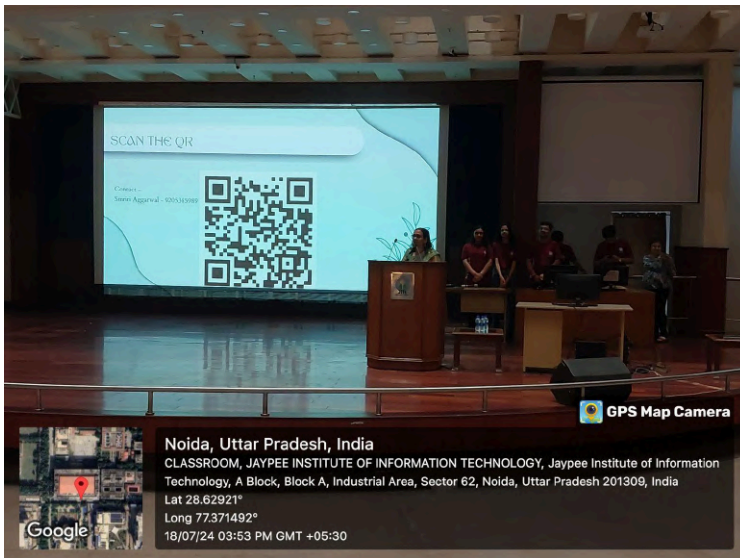 SCAN THE QR
Contact -
Aggarwal -
GPS Map Camera
Noida, Uttar Pradesh, India
CLASSROOM, JAYPEE INSTITUTE OF INFORMATION TECHNOLOGY, Jaypee Institute of Information
Technology, A Block, Block A, Industrial Area, Sector 62, Noida, Uttar Pradesh 201309, India
Lat 28.62921°
Long 77.371492°
18/07/24 03:53 PM GMT +05:30
Google